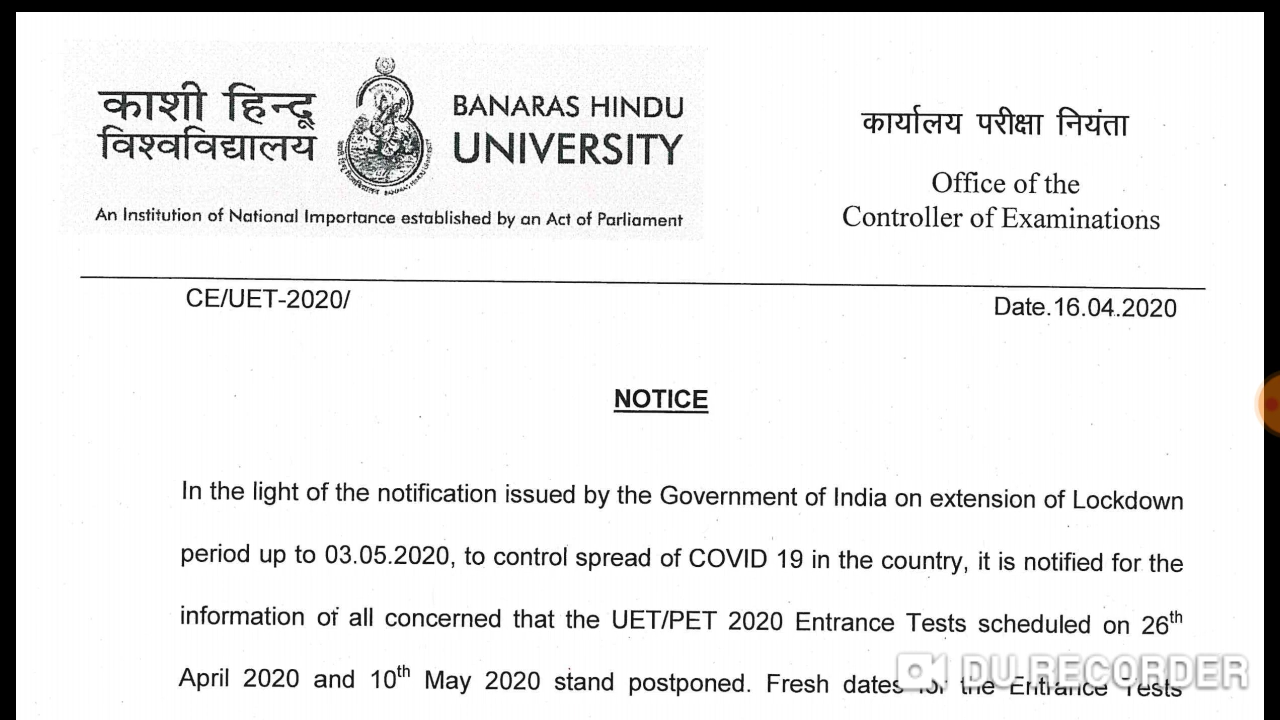 काशी हिन्दू
विश्वविद्यालय
BANARAS HINDU
UNIVERSITY
An Institution of National Importance established by an Act of Parliament
कार्यालय परीक्षा नियंता
Office of the
Controller of Examinations
CE/UET-2020/
Date.16.04.2020
NOTICE
In the light of the notification issued by the Government of India on extension of Lockdown
period up to 03.05.2020, to control spread of COVID 19 in the country, it is notified for the
information of all concerned that the UET/PET 2020 Entrance Tests scheduled on 26th
April 2020 and 10th May 2020 stand postponed. Fresh dates for the Entrance Tests
DU RECORDER